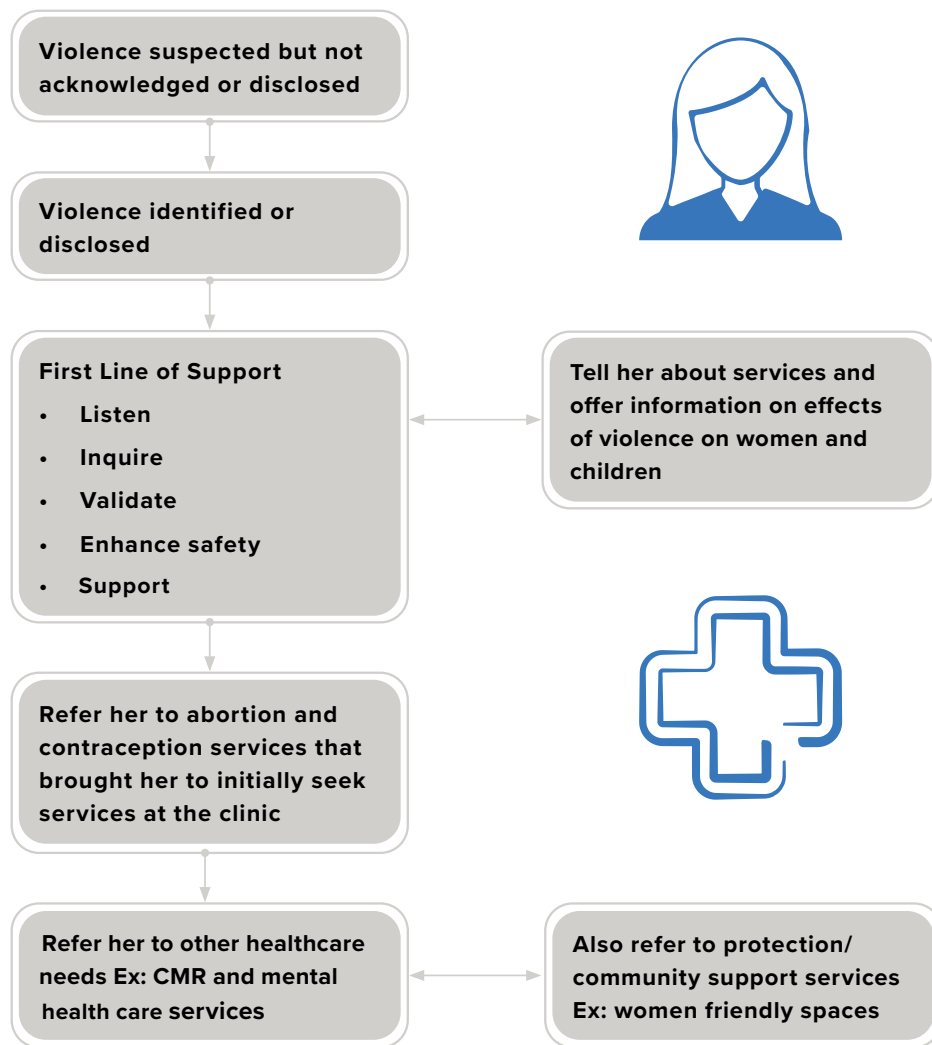 Violence suspected but not
acknowledged or disclosed
Violence identified or
disclosed
First Line of Support
• Listen
• Inquire
• Validate
• Enhance safety
• Support
Tell her about services and
offer information on effects
of violence on women and
children
Refer her to abortion and
contraception services that
brought her to initially seek
services at the clinic
Refer her to other healthcare
needs Ex: CMR and mental
health care services
Also refer to protection/
community support services
Ex: women friendly spaces